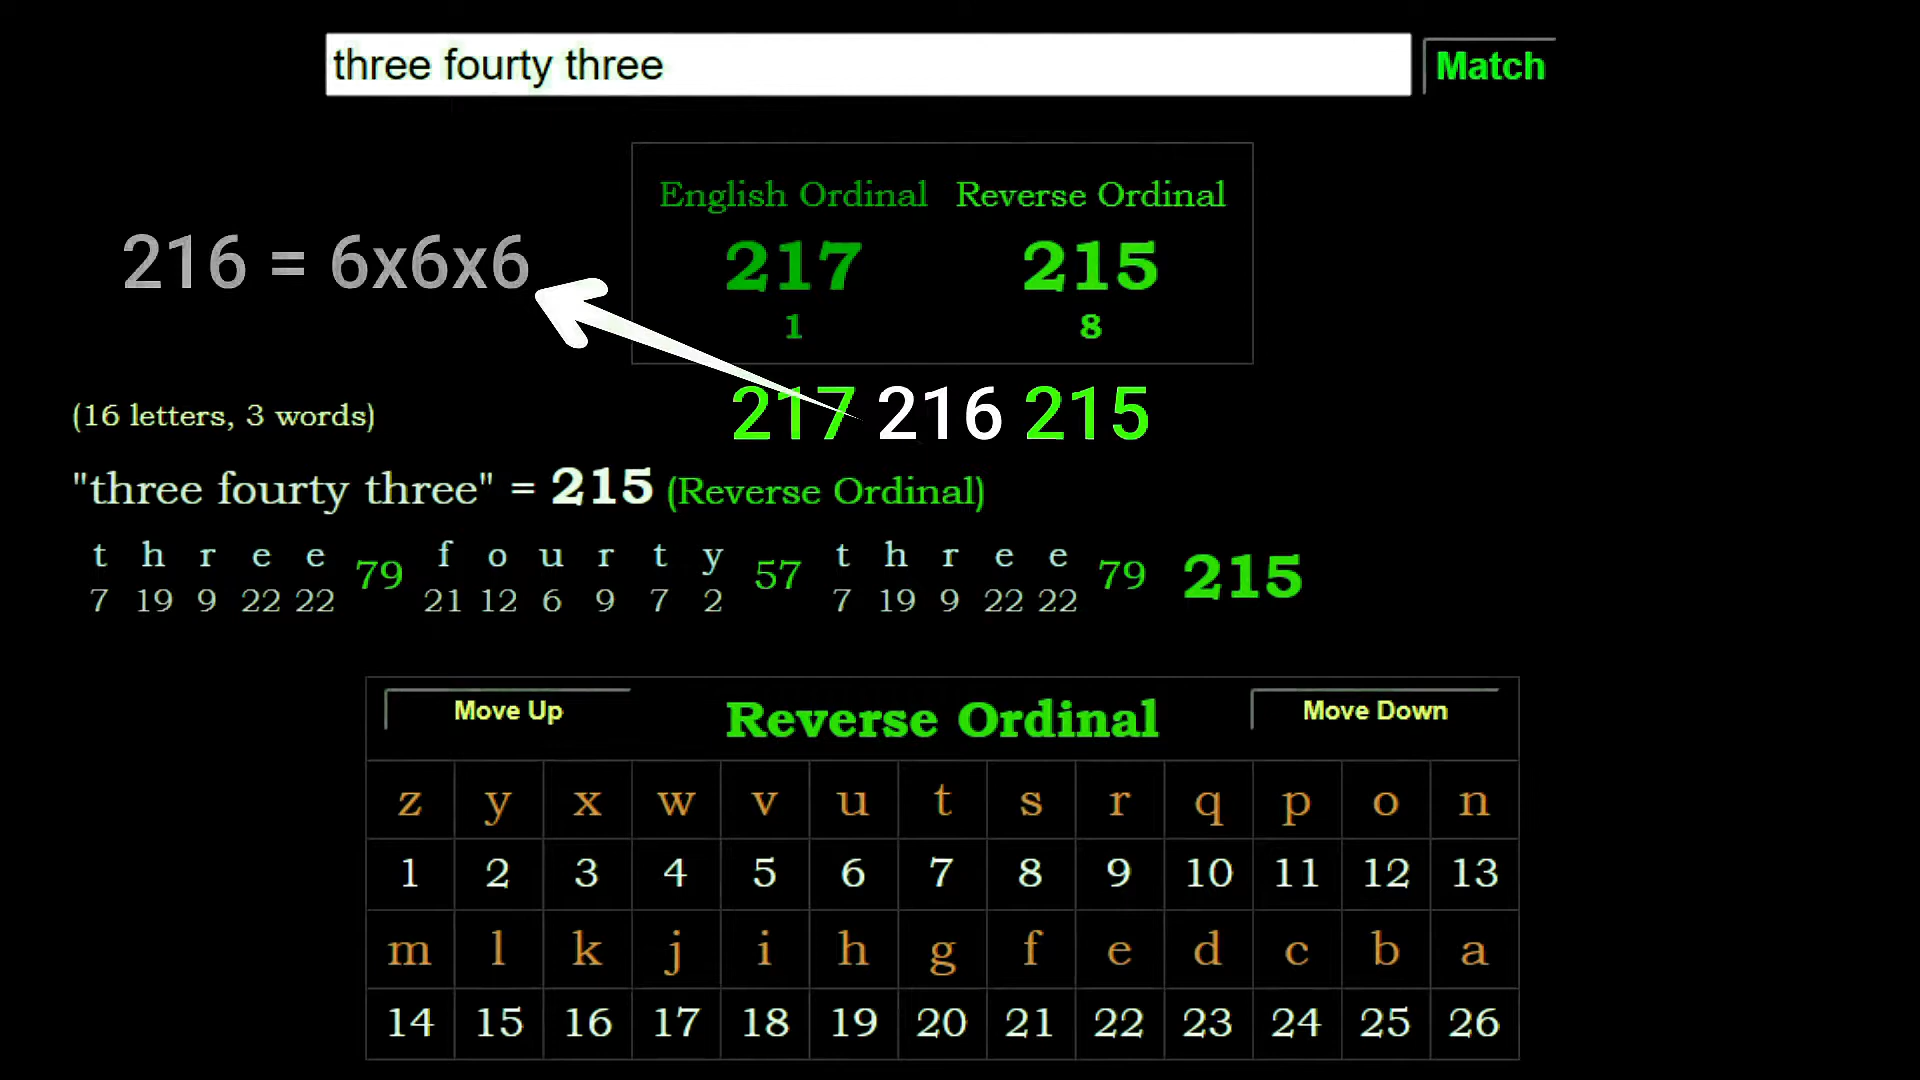 three fourty three Match
English Ordinal Reverse Ordinal
216 = 6x6x6 217 215
1 8
217 216 215
(16 letters, 3 words)
"three fourty three" = 215 (Reverse Ordinal)
t h r e e 79 f o u r t y 57 t h r e e 79 215
7 19 9 22 22 21 12 6 9 7 2 7 19 9 22 22
Move Up Reverse Ordinal Move Down
z y x w v u t s r q p o n
1 2 3 4 5 6 7 8 9 10 11 12 13
m l k j i h g f e d c b a
14 15 16 17 18 19 20 21 22 23 24 25 26